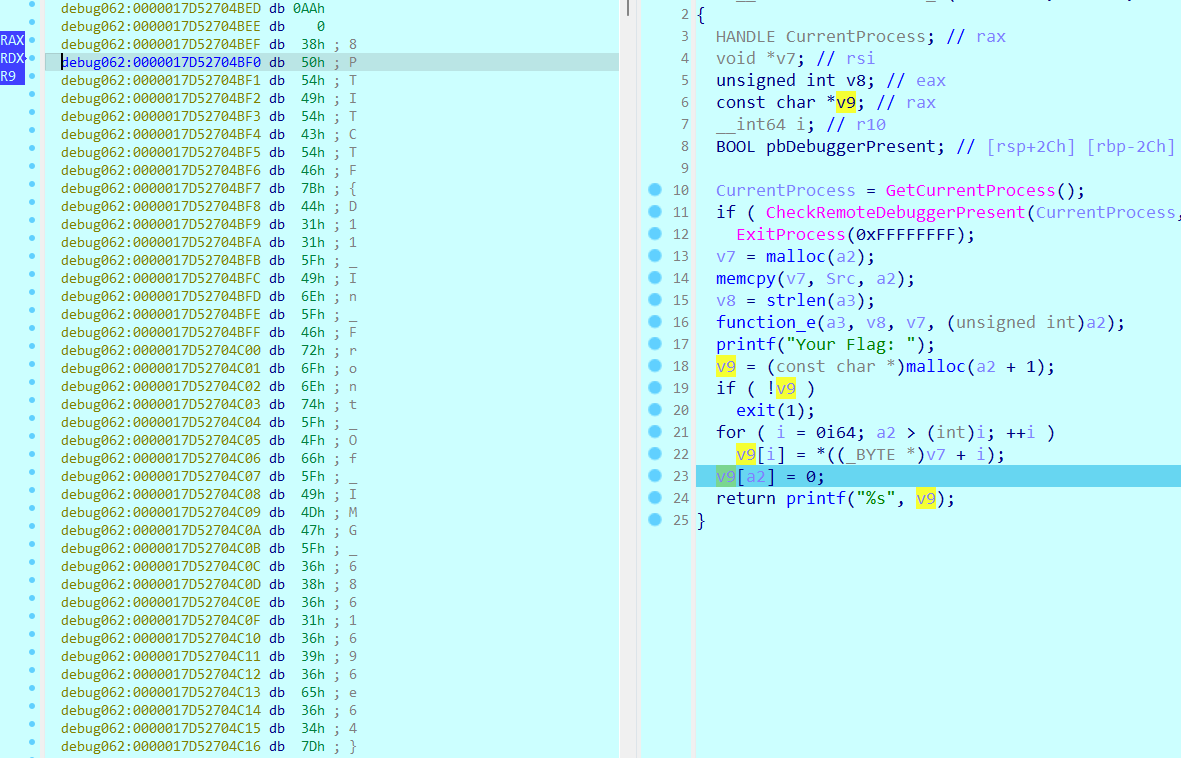 debug062:0000017D52704BED db 0AAh
debug062:0000017D52704BEE db 0
debug062:0000017D52704BEF db 38h ; 8
RAX
debug062:0000017D52704BF0 db 50h ; P
RDX
debug062:0000017D52704BF1 db 54h ; T
R9
debug062:0000017D52704BF2 db 49h ; I
debug062:0000017D52704BF3 db 54h ; T
debug062:0000017D52704BF4 db 43h ; C
debug062:0000017D52704BF5 db 54h ; T
debug062:0000017D52704BF6 db 46h ; F
debug062:0000017D52704BF7 db 7Bh ; {
debug062:0000017D52704BF8 db 44h ; D
debug062:0000017D52704BF9 db 31h ; 1
debug062:0000017D52704BFA db 31h ; 1
debug062:0000017D52704BFB db 5Fh ; _
debug062:0000017D52704BFC db 49h ; I
debug062:0000017D52704BFD db 6Eh ; n
debug062:0000017D52704BFE db 5Fh ; _
debug062:0000017D52704BFF db 46h ; F
debug062:0000017D52704C00 db 72h ; r
debug062:0000017D52704C01 db 6Fh ; o
debug062:0000017D52704C02 db 6Eh ; n
debug062:0000017D52704C03 db 74h ; t
debug062:0000017D52704C04 db 5Fh ; _
debug062:0000017D52704C05 db 4Fh ; O
debug062:0000017D52704C06 db 66h ; f
debug062:0000017D52704C07 db 5Fh ; _
debug062:0000017D52704C08 db 49h ; I
debug062:0000017D52704C09 db 4Dh ; M
debug062:0000017D52704C0A db 47h ; G
debug062:0000017D52704C0B db 5Fh ; _
debug062:0000017D52704C0C db 36h ; 6
debug062:0000017D52704C0D db 38h ; 8
debug062:0000017D52704C0E db 36h ; 6
debug062:0000017D52704C0F db 31h ; 1
debug062:0000017D52704C10 db 36h ; 6
debug062:0000017D52704C11 db 39h ; 9
debug062:0000017D52704C12 db 36h ; 6
debug062:0000017D52704C13 db 65h ; e
debug062:0000017D52704C14 db 36h ; 6
debug062:0000017D52704C15 db 34h ; 4
debug062:0000017D52704C16 db 7Dh ; }
2 {
3 HANDLE CurrentProcess; // rax
4 void *v7; // rsi
5 unsigned int v8; // eax
6 const char *v9; // rax
7 __int64 i; // r10
8 BOOL pbDebuggerPresent; // [rsp+2Ch] [rbp-2Ch]
9
10 CurrentProcess = GetCurrentProcess();
11 if ( CheckRemoteDebuggerPresent(CurrentProcess,
12 ExitProcess(0xFFFFFFFF);
13 v7 = malloc(a2);
14 memcpy(v7, Src, a2);
15 v8 = strlen(a3);
16 function_e(a3, v8, v7, (unsigned int)a2);
17 printf("Your Flag: ");
18 v9 = (const char *)malloc(a2 + 1);
19 if ( !v9 )
20 exit(1);
21 for ( i = 0i64; a2 > (int)i; ++i )
22 v9[i] = *((_BYTE *)v7 + i);
23 v9[a2] = 0;
24 return printf("%s", v9);
25 }